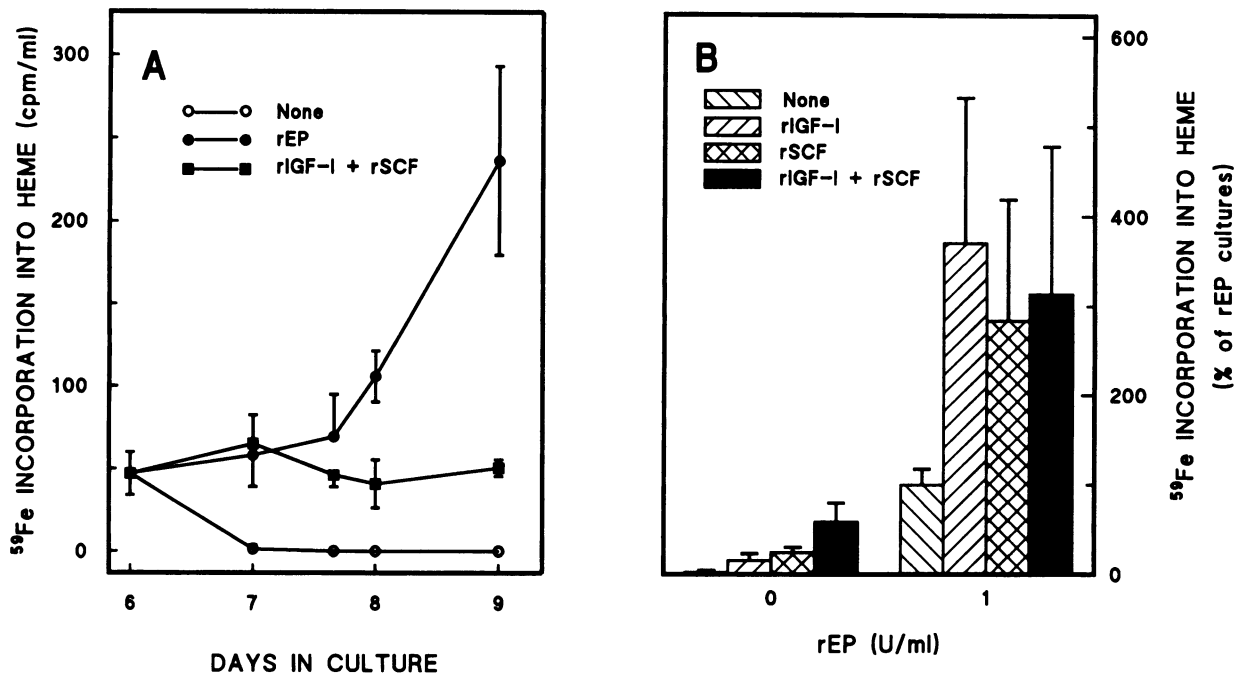 A
None
rEP
rIGF-I + rSCF
⁵⁹Fe INCORPORATION INTO HEME (cpm/ml)
300
200
100
0
6 7 8 9
DAYS IN CULTURE
B
None
rIGF-I
rSCF
rIGF-I + rSCF
600
400
200
0
⁵⁹Fe INCORPORATION INTO HEME
(% of rEP cultures)
0 1
rEP (U/ml)